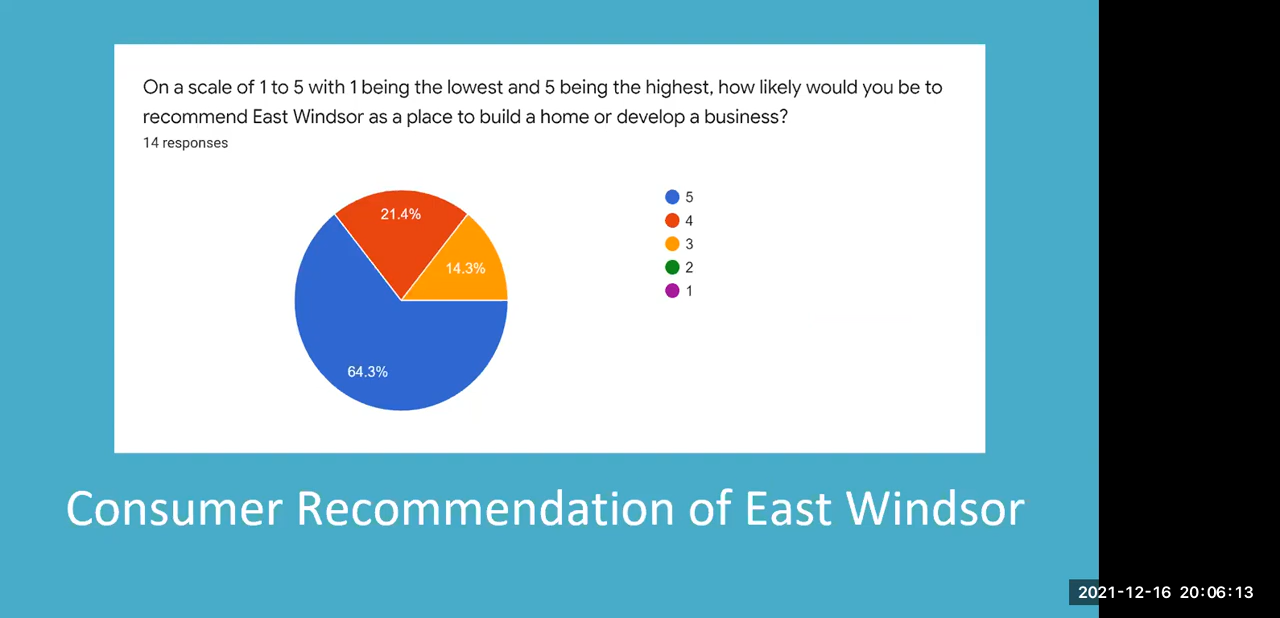 On a scale of 1 to 5 with 1 being the lowest and 5 being the highest, how likely would you be to
recommend East Windsor as a place to build a home or develop a business?
14 responses
21.4%
14.3%
64.3%
5
4
3
2
1
Consumer Recommendation of East Windsor
2021-12-16 20:06:13